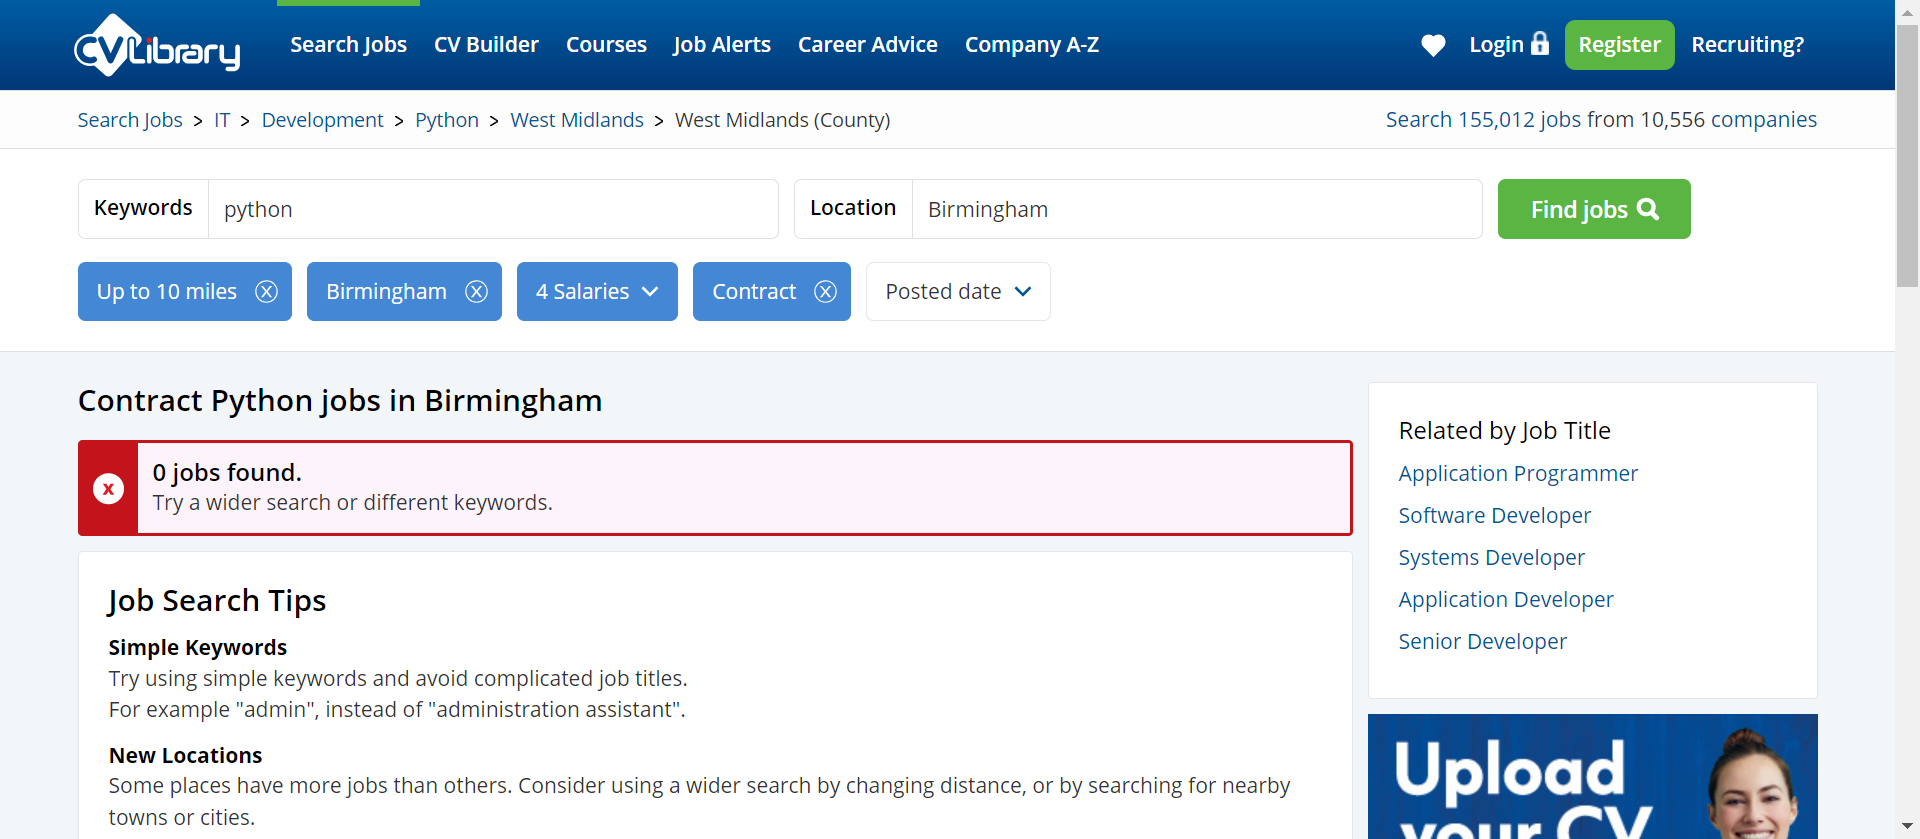 CVLibrary
Search Jobs CV Builder Courses Job Alerts Career Advice Company A-Z Login Register Recruiting?
Search Jobs > IT > Development > Python > West Midlands > West Midlands (County) Search 155,012 jobs from 10,556 companies
Keywords python Location Birmingham Find jobs
Up to 10 miles Birmingham 4 Salaries Contract Posted date
Contract Python jobs in Birmingham
0 jobs found.
Try a wider search or different keywords.
Job Search Tips
Simple Keywords
Try using simple keywords and avoid complicated job titles.
For example "admin", instead of "administration assistant".
New Locations
Some places have more jobs than others. Consider using a wider search by changing distance, or by searching for nearby
towns or cities.
Related by Job Title
Application Programmer
Software Developer
Systems Developer
Application Developer
Senior Developer
Upload
your CV